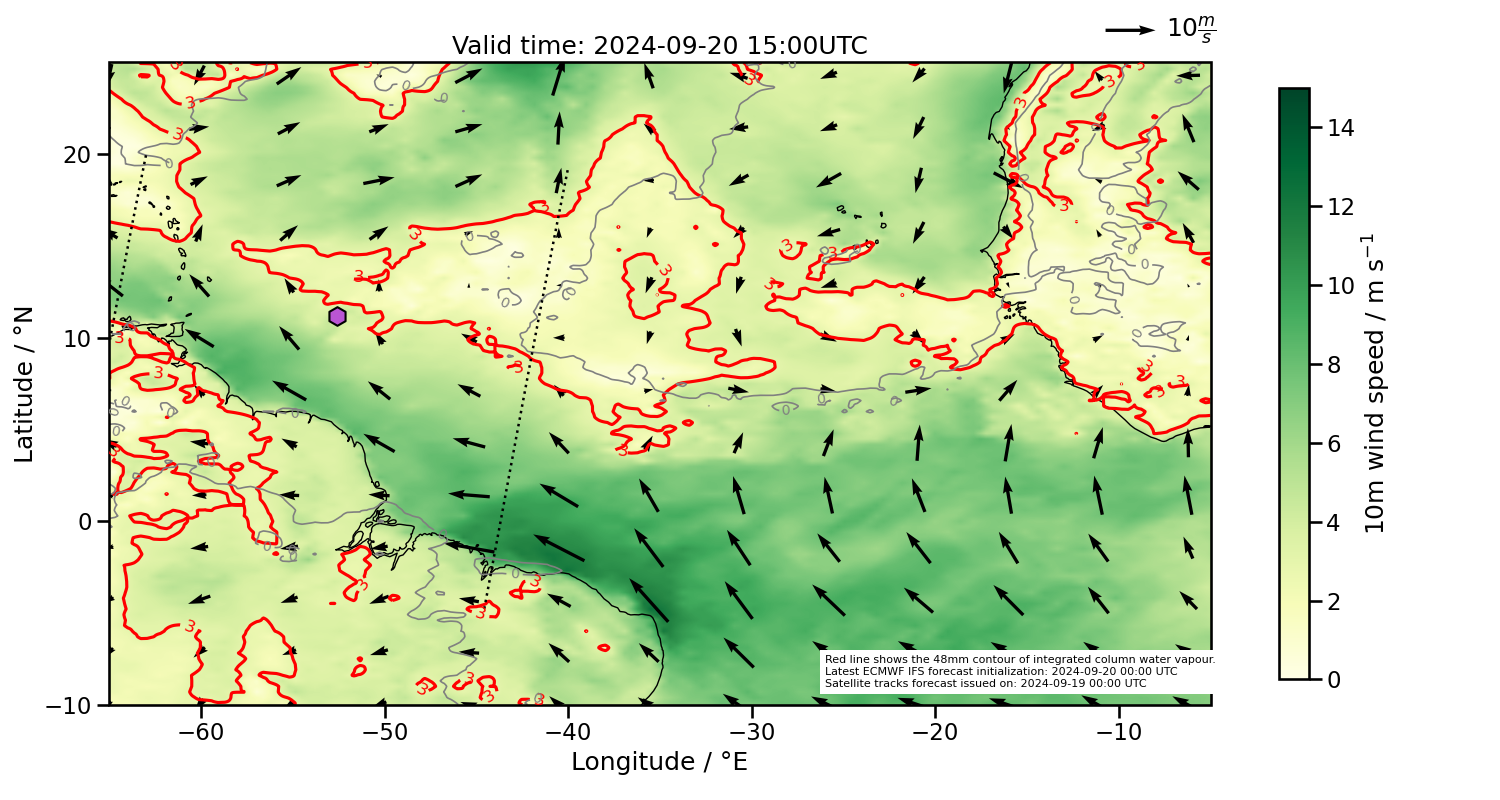 10 m/s
Valid time: 2024-09-20 15:00UTC
Latitude / °N
20
10
0
−10
Red line shows the 48mm contour of integrated column water vapour.
Latest ECMWF IFS forecast initialization: 2024-09-20 00:00 UTC
Satellite tracks forecast issued on: 2024-09-19 00:00 UTC
−60
−50
−40
−30
−20
−10
Longitude / °E
14
12
10
8
6
4
2
0
10m wind speed / m s⁻¹